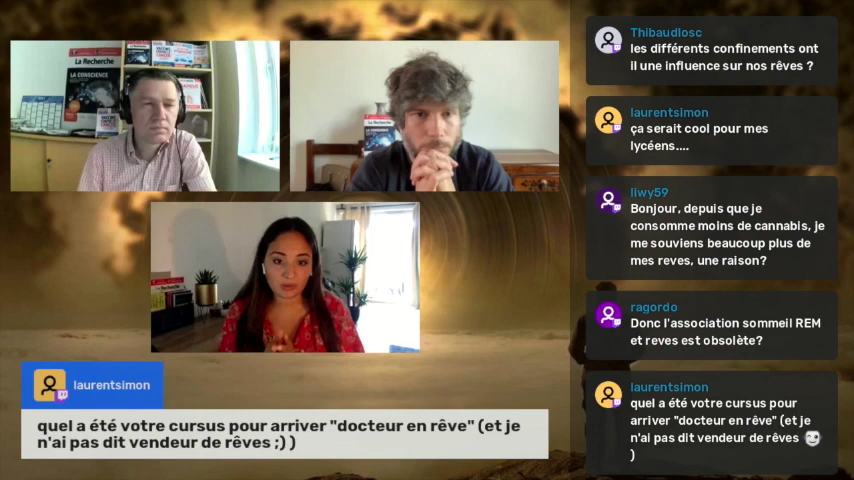 La Recherche
LA CONSCIENCE
La Recherche
Thibaudlosc
les différents confinements ont
il une influence sur nos rêves ?
laurentsimon
ça serait cool pour mes
lycéens....
liwy59
Bonjour, depuis que je
consomme moins de cannabis, je
me souviens beaucoup plus de
mes reves, une raison?
ragordo
Donc l'association sommeil REM
et reves est obsolète?
laurentsimon
quel a été votre cursus pour
arriver "docteur en rêve" (et je
n'ai pas dit vendeur de rêves
)
laurentsimon
quel a été votre cursus pour arriver "docteur en rêve" (et je
n'ai pas dit vendeur de rêves ;) )